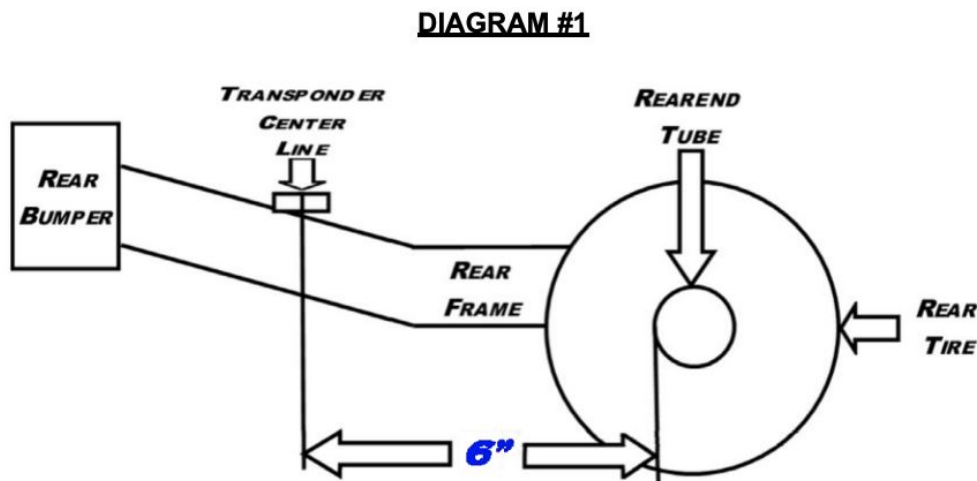 DIAGRAM #1
TRANSPONDER
CENTER
LINE
REAREND
TUBE
REAR
BUMPER
REAR
FRAME
REAR
TIRE
6”